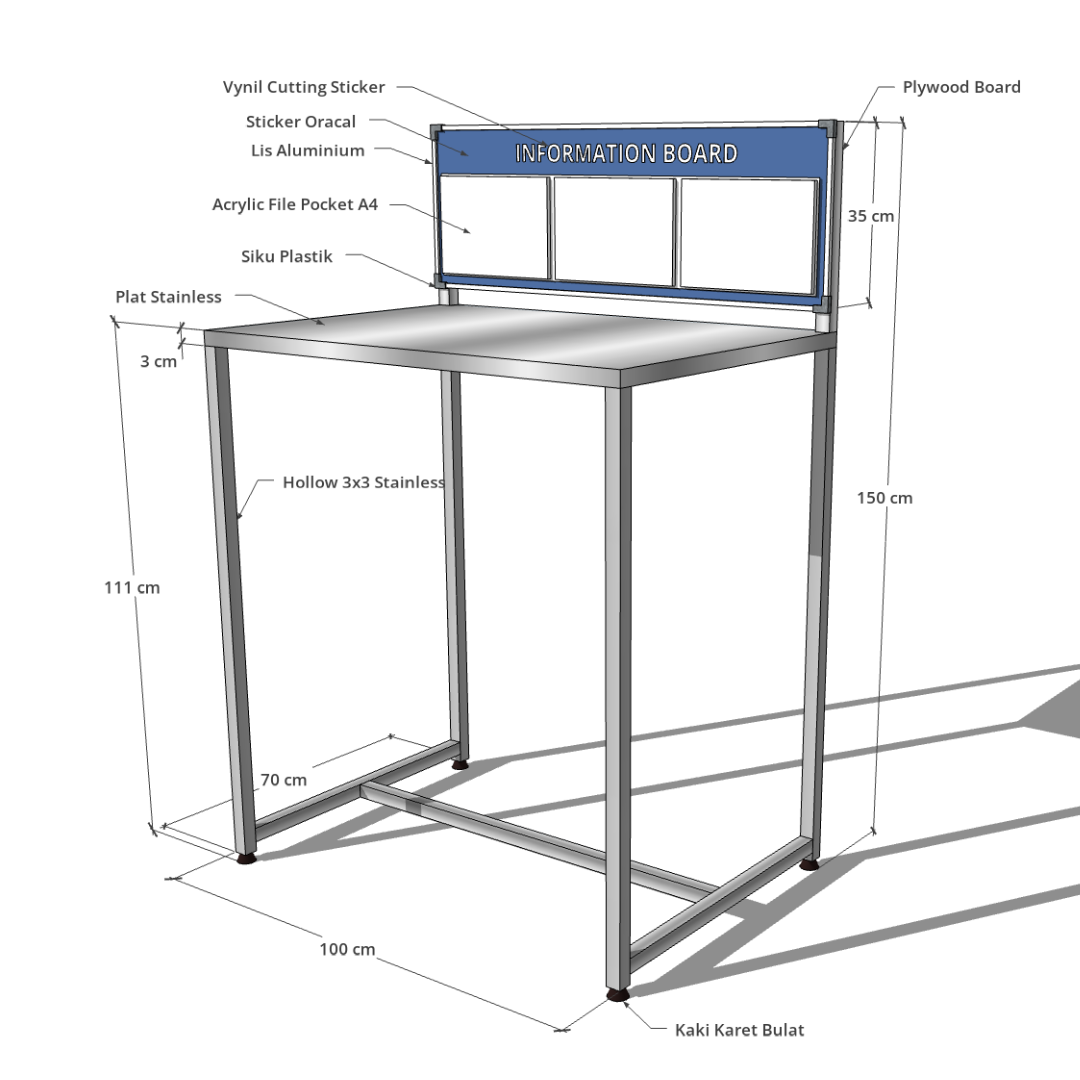 Vynil Cutting Sticker
Plywood Board
Sticker Oracal
Lis Aluminium
INFORMATION BOARD
Acrylic File Pocket A4
35 cm
Siku Plastik
Plat Stainless
3 cm
Hollow 3x3 Stainless
150 cm
111 cm
70 cm
100 cm
Kaki Karet Bulat